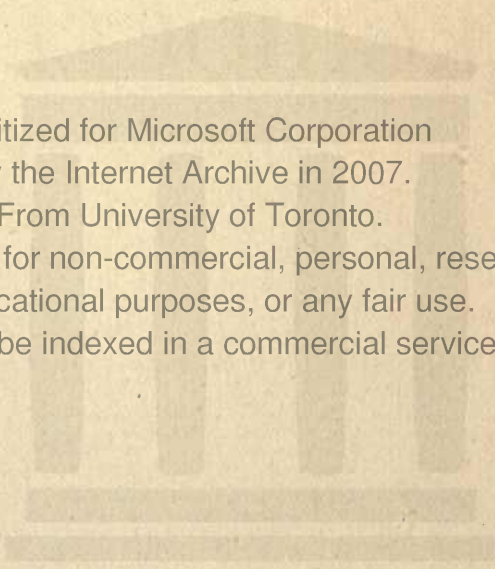 itized for Microsoft Corporation
the Internet Archive in 2007.
From University of Toronto.
for non-commercial, personal, rese
cational purposes, or any fair use.
be indexed in a commercial service